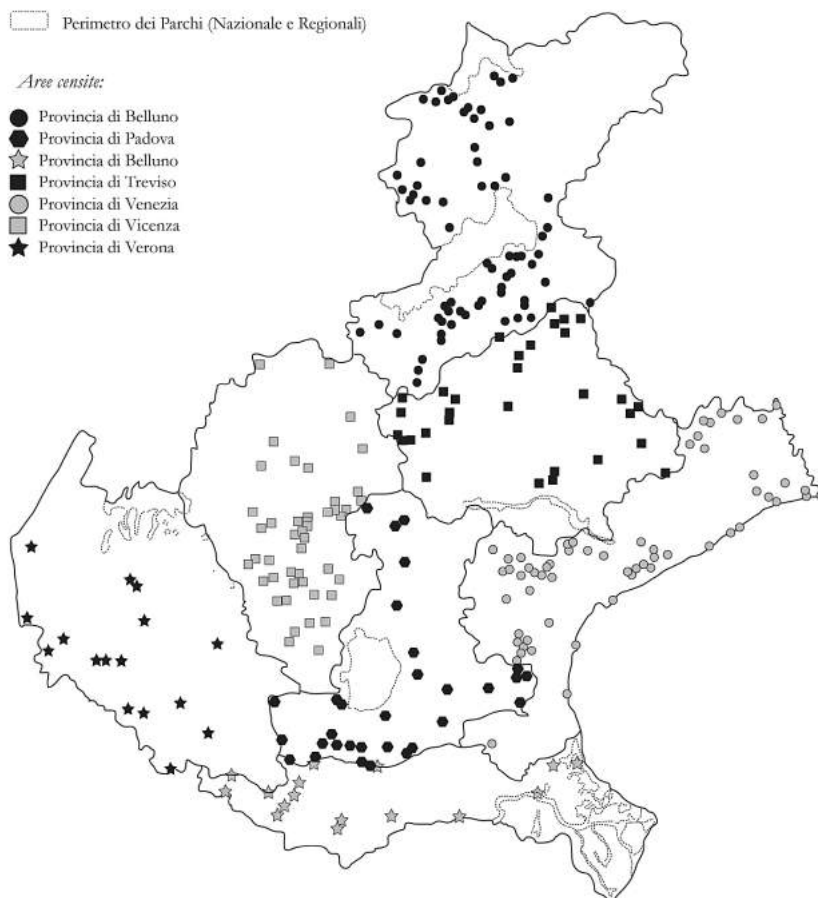 Perimetro dei Parchi (Nazionale e Regionali)
Aree censite:
Provincia di Belluno
Provincia di Padova
Provincia di Belluno
Provincia di Treviso
Provincia di Venezia
Provincia di Vicenza
Provincia di Verona